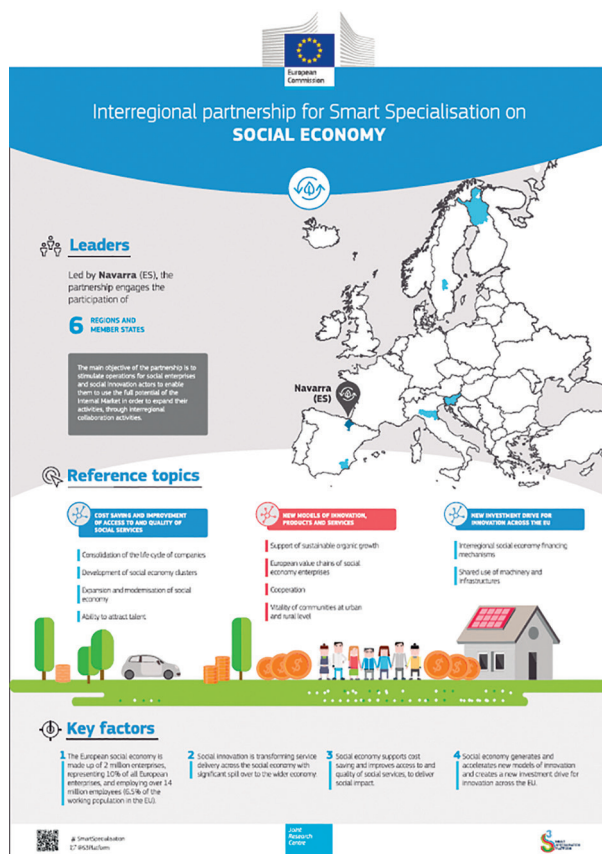 European
Commission
Interregional partnership for Smart Specialisation on
SOCIAL ECONOMY
Leaders
Led by Navarra (ES), the
partnership engages the
participation of
6 REGIONS AND
MEMBER STATES
The main objective of the partnership is to
stimulate operations for social enterprises
and social innovation actors to enable
them to use the full potential of the
Internal Market in order to expand their
activities, through interregional
collaboration activities.
Navarra
(ES)
Reference topics
COST SAVING AND IMPROVEMENT
OF ACCESS TO AND QUALITY OF
SOCIAL SERVICES
Consolidation of the life-cycle of companies
Development of social economy clusters
Expansion and modernisation of social
economy
Ability to attract talent
NEW MODELS OF INNOVATION,
PRODUCTS AND SERVICES
Support of sustainable organic growth
European value chains of social
economy enterprises
Cooperation
Vitality of communities at urban
and rural level
NEW INVESTMENT DRIVE FOR
INNOVATION ACROSS THE EU
Interregional social economy financing
mechanisms
Shared use of machinery and
infrastructures
Key factors
1 The European social economy is
made up of 2 million enterprises,
representing 10% of all European
enterprises, and employing over 14
million employees (6.5% of the
working population in the EU).
2 Social Innovation is transforming service
delivery across the social economy with
significant spill over to the wider economy
3 Social economy supports cost
saving and improves access to and
quality of social services, to deliver
social impact.
4 Social economy generates and
accelerates new models of innovation
and creates a new investment drive for
innovation across the EU.
# SmartSpecialisation
@S3Platform
Joint
Research
Centre
S3
SMART
SPECIALISATION
PLATFORM